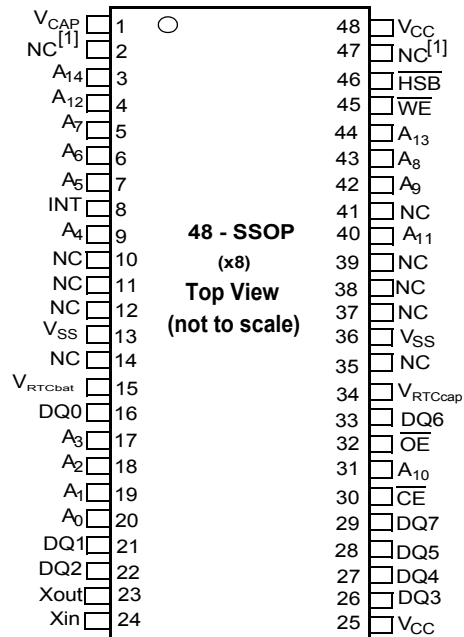 V_CAP 1 48 V_CC
NC[1] 2 47 NC[1]
A14 3 46 HSB
A12 4 45 WE
A7 5 44 A13
A6 6 43 A8
A5 7 42 A9
INT 8 41 NC
A4 9 48 - SSOP 40 A11
NC 10 (x8) 39 NC
NC 11 Top View 38 NC
NC 12 (not to scale) 37 NC
VSS 13 36 VSS
NC 14 35 NC
VRTCbat 15 34 VRTCcap
DQ0 16 33 DQ6
A3 17 32 OE
A2 18 31 A10
A1 19 30 CE
A0 20 29 DQ7
DQ1 21 28 DQ5
DQ2 22 27 DQ4
Xout 23 26 DQ3
Xin 24 25 VCC